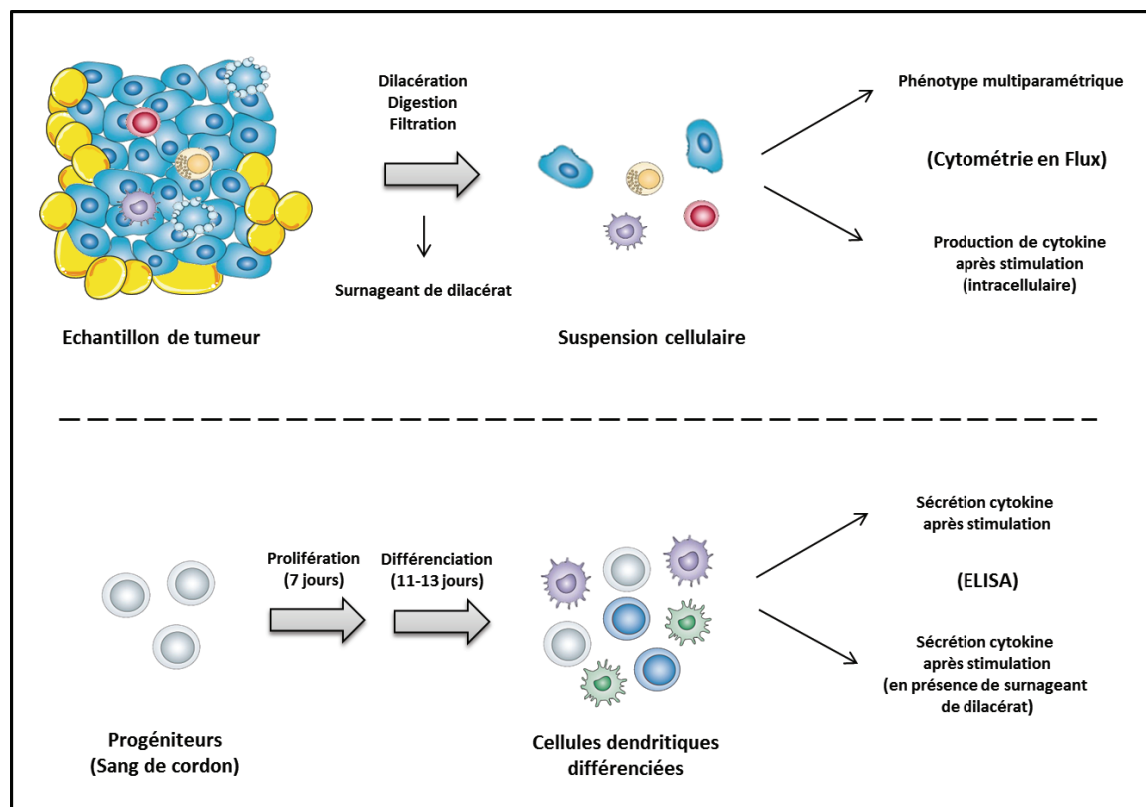 Dilacération
Digestion
Filtration
Surnageant de dilacérat
Echantillon de tumeur
Suspension cellulaire
Phénotype multiparamétrique
(Cytométrie en Flux)
Production de cytokine
après stimulation
(intracellulaire)
Prolifération
(7 jours)
Différenciation
(11-13 jours)
Progéniteurs
(Sang de cordon)
Cellules dendritiques
différenciées
Sécrétion cytokine
après stimulation
(ELISA)
Sécrétion cytokine
après stimulation
(en présence de surnageant
de dilacérat)